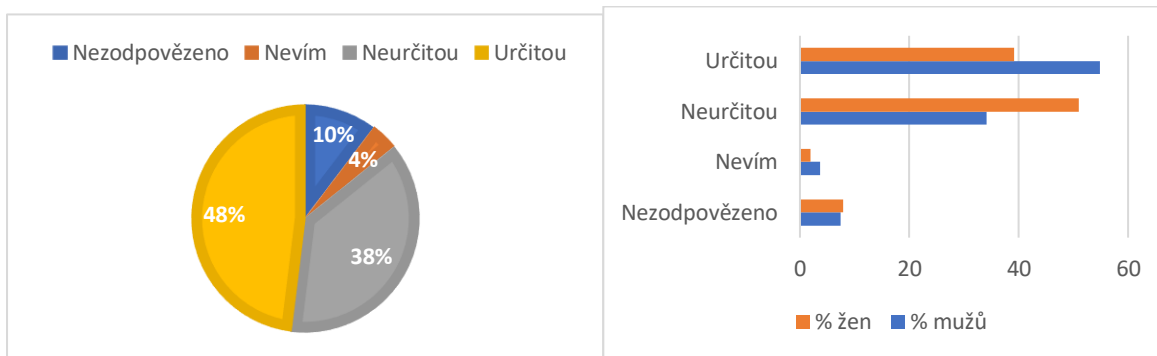 Nezodpovězeno Nevím Neurčitou Určitou
10%
4%
48%
38%
Určitou
Neurčitou
Nevím
Nezodpovězeno
0 20 40 60
% žen % mužů